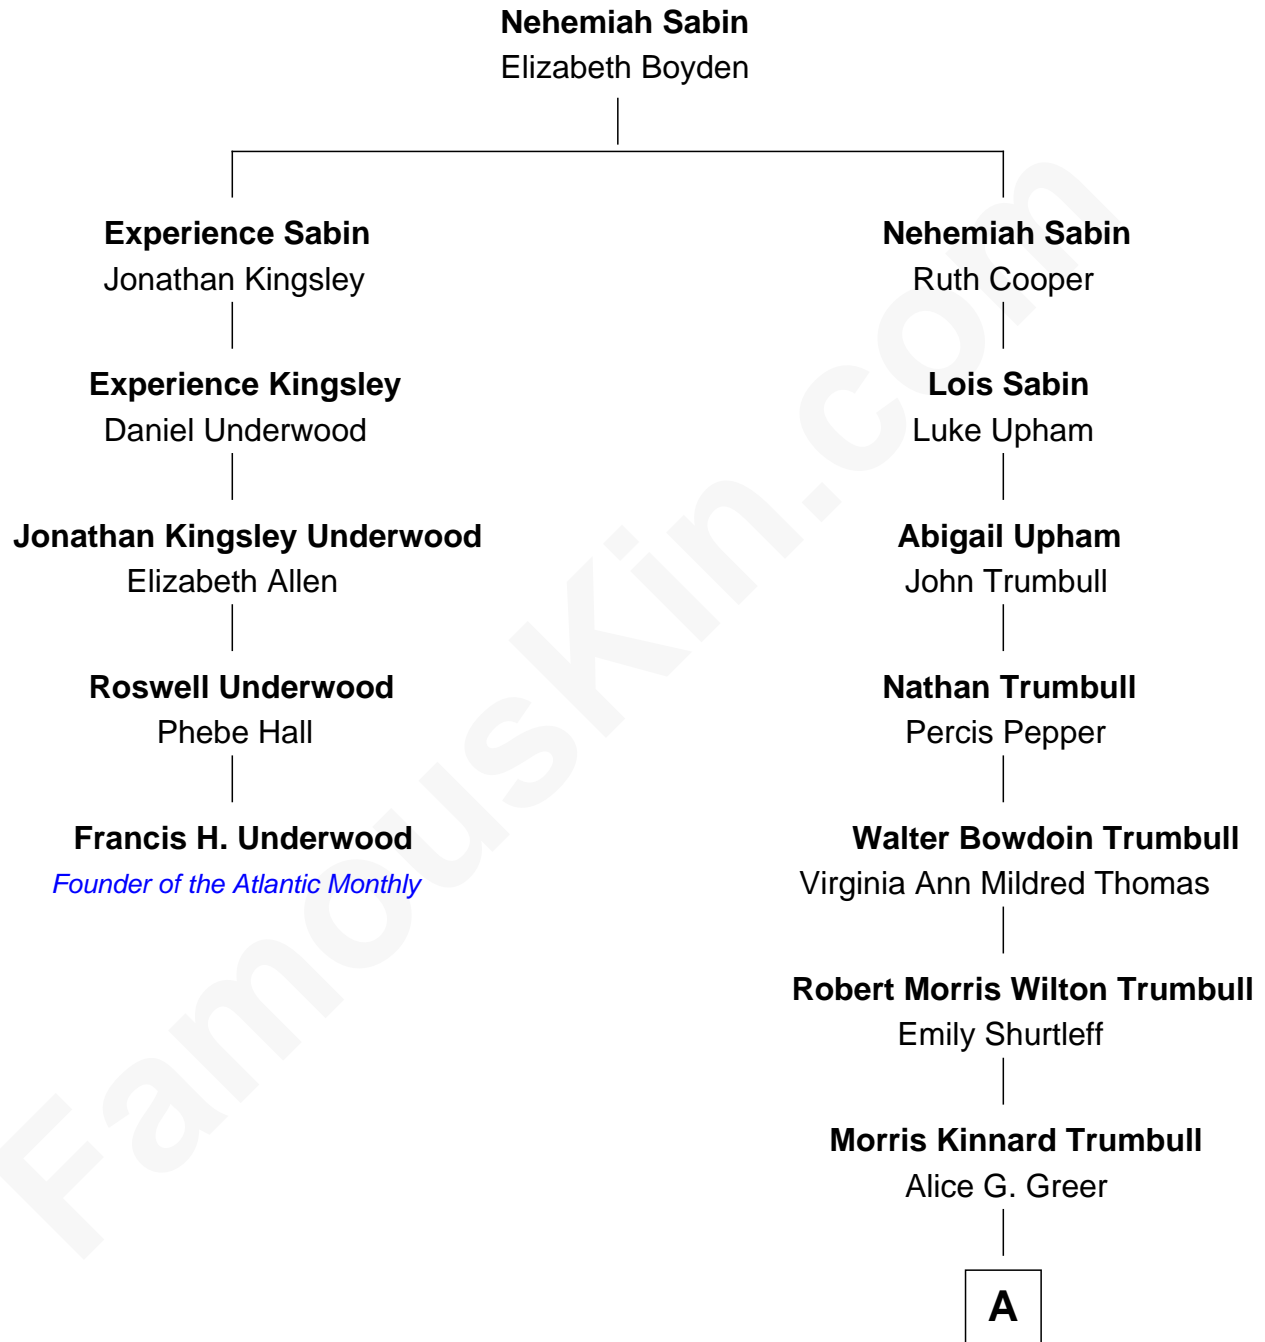 Nehemiah Sabin
Elizabeth Boyden
Experience Sabin
Jonathan Kingsley
Nehemiah Sabin
Ruth Cooper
Experience Kingsley
Daniel Underwood
Lois Sabin
Luke Upham
Jonathan Kingsley Underwood
Elizabeth Allen
Abigail Upham
John Trumbull
Roswell Underwood
Phebe Hall
Nathan Trumbull
Percis Pepper
Francis H. Underwood
Founder of the Atlantic Monthly
Walter Bowdoin Trumbull
Virginia Ann Mildred Thomas
Robert Morris Wilton Trumbull
Emily Shurtleff
Morris Kinnard Trumbull
Alice G. Greer
A
FamousKin.com